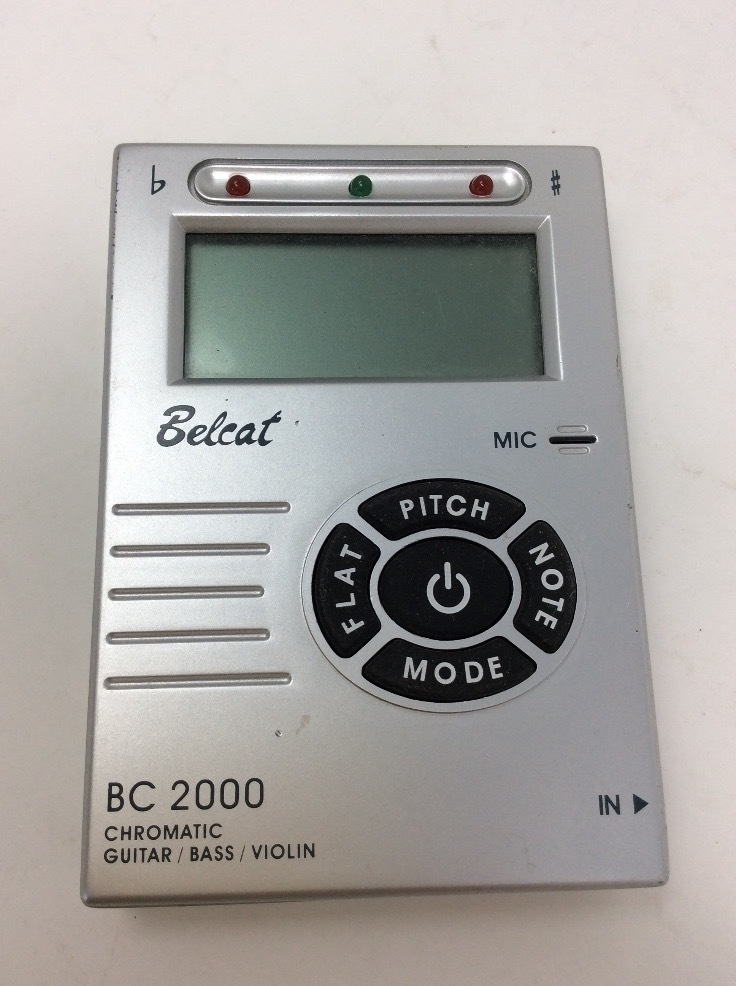 ♭ ♯
Belcat
MIC
PITCH
FLAT
NOTE
MODE
BC 2000
CHROMATIC
GUITAR / BASS / VIOLIN
IN ▶